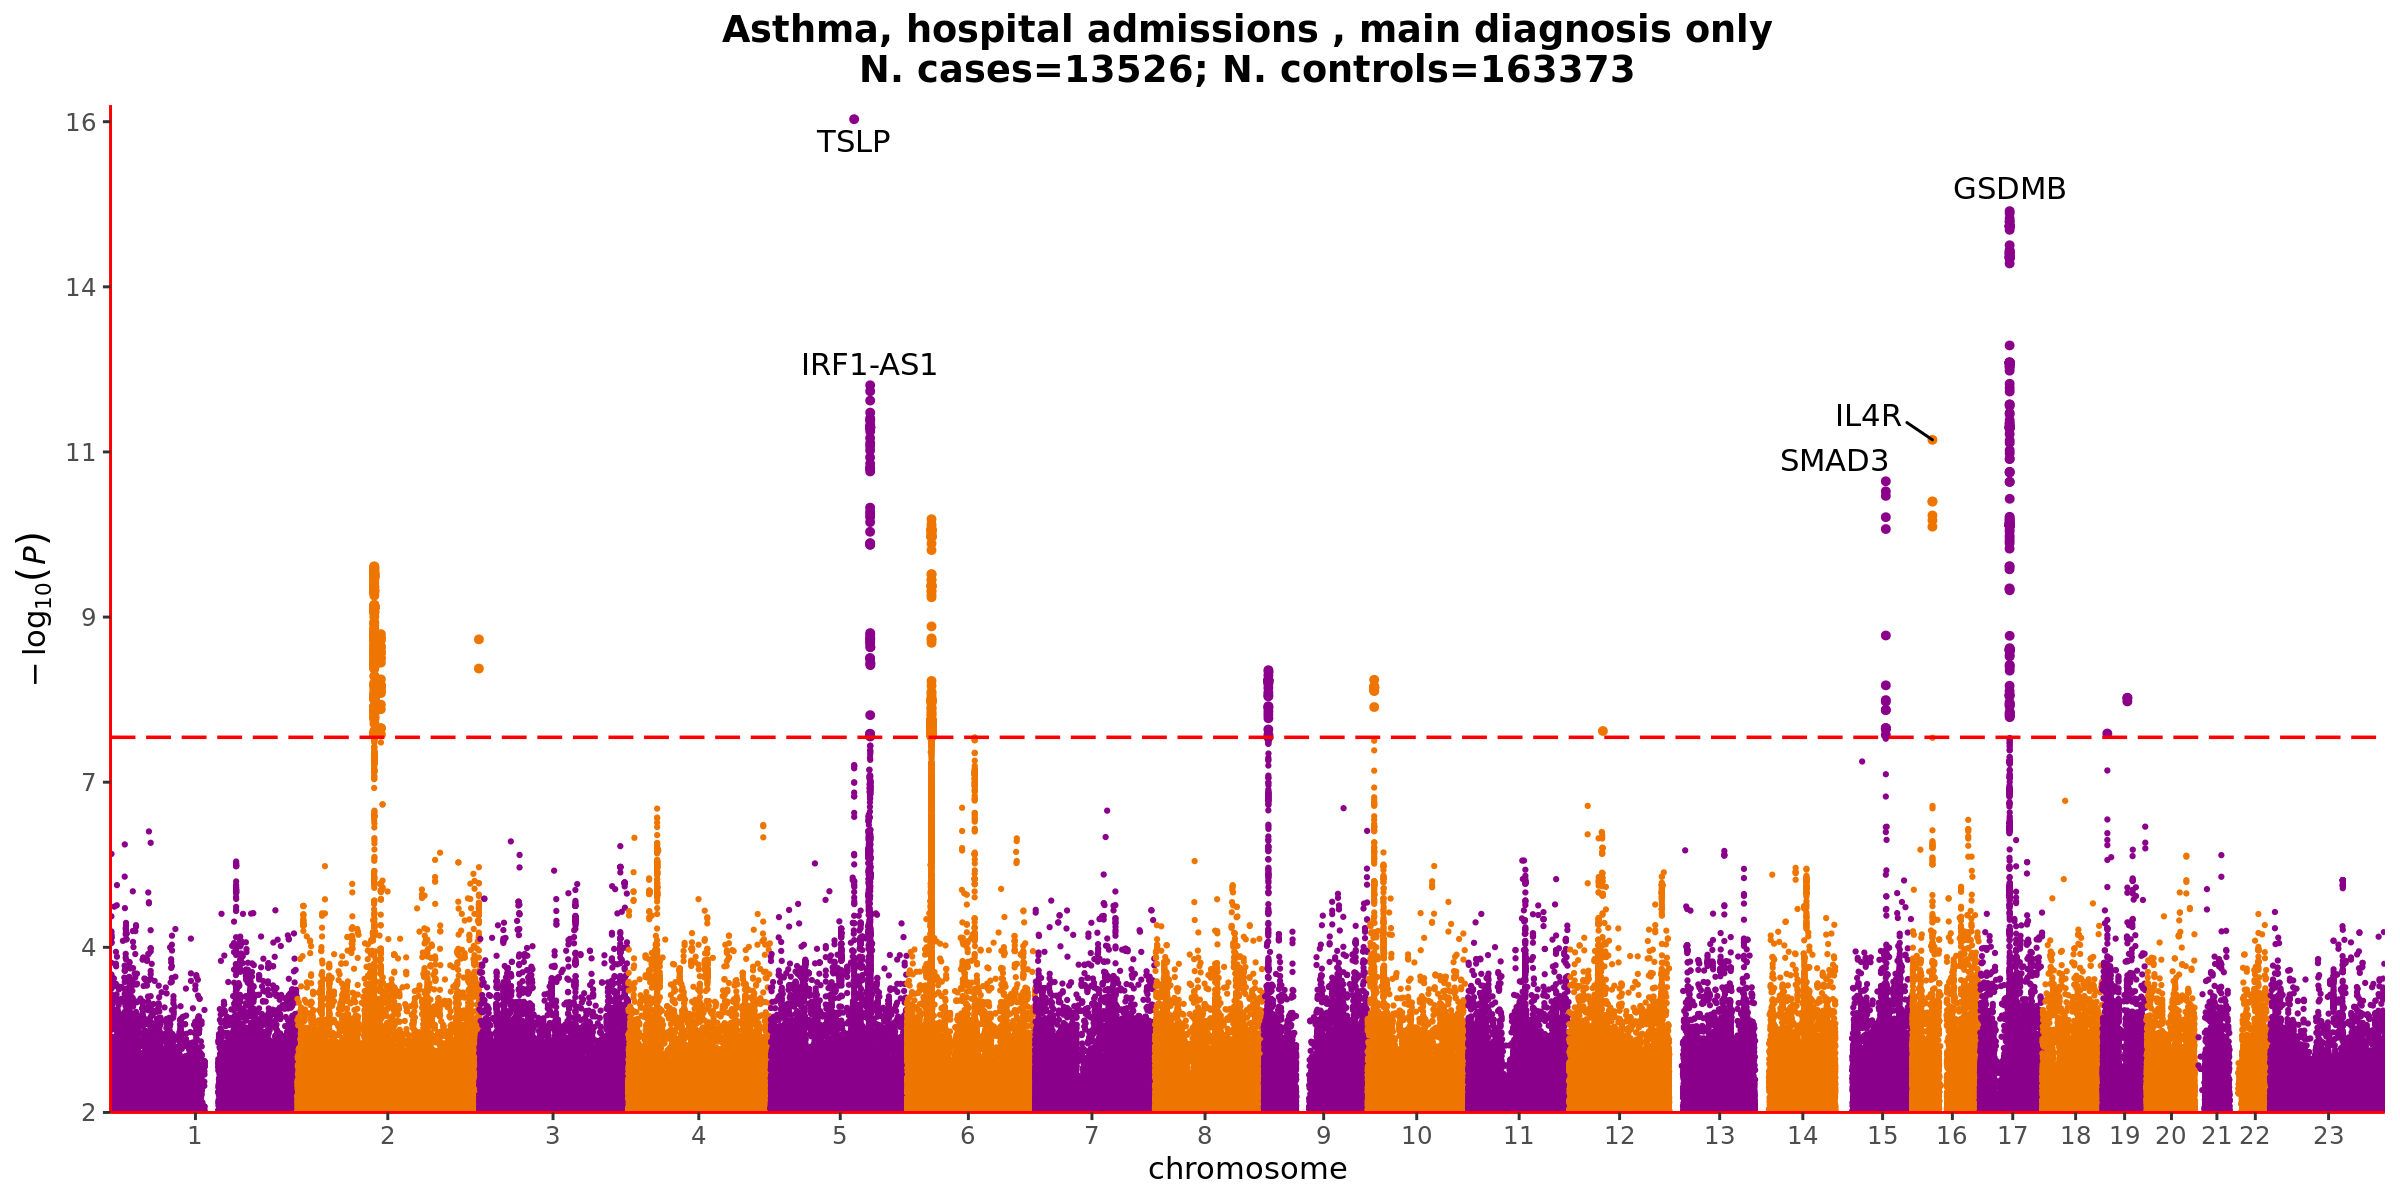 Asthma, hospital admissions , main diagnosis only
N. cases=13526; N. controls=163373
16
TSLP
GSDMB
14
IRF1-AS1
IL4R
11
SMAD3
9
−log10(P)
7
4
2
1 2 3 4 5 6 7 8 9 10 11 12 13 14 15 16 17 18 19 20 21 22 23
chromosome